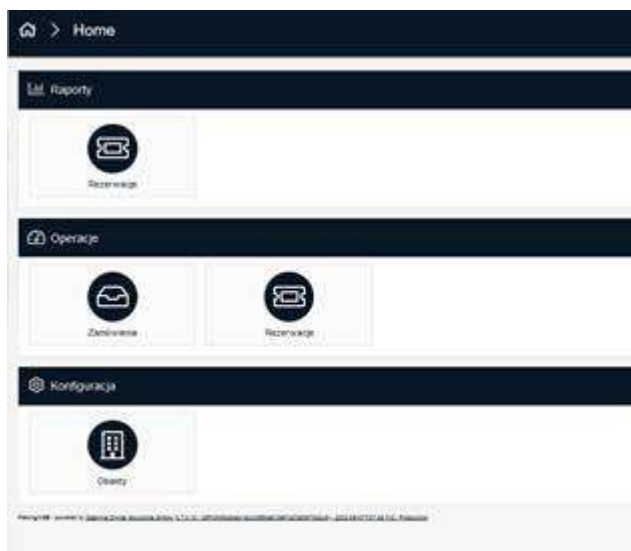 Home
Raporty
Rezerwacje
Operacje
Zamówienia
Rezerwacje
Konfiguracja
Obiekty